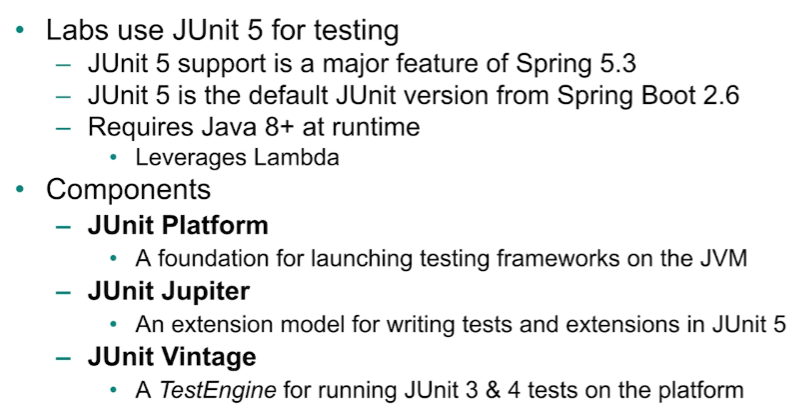 • Labs use JUnit 5 for testing
– JUnit 5 support is a major feature of Spring 5.3
– JUnit 5 is the default JUnit version from Spring Boot 2.6
– Requires Java 8+ at runtime
• Leverages Lambda
• Components
– JUnit Platform
• A foundation for launching testing frameworks on the JVM
– JUnit Jupiter
• An extension model for writing tests and extensions in JUnit 5
– JUnit Vintage
• A TestEngine for running JUnit 3 & 4 tests on the platform